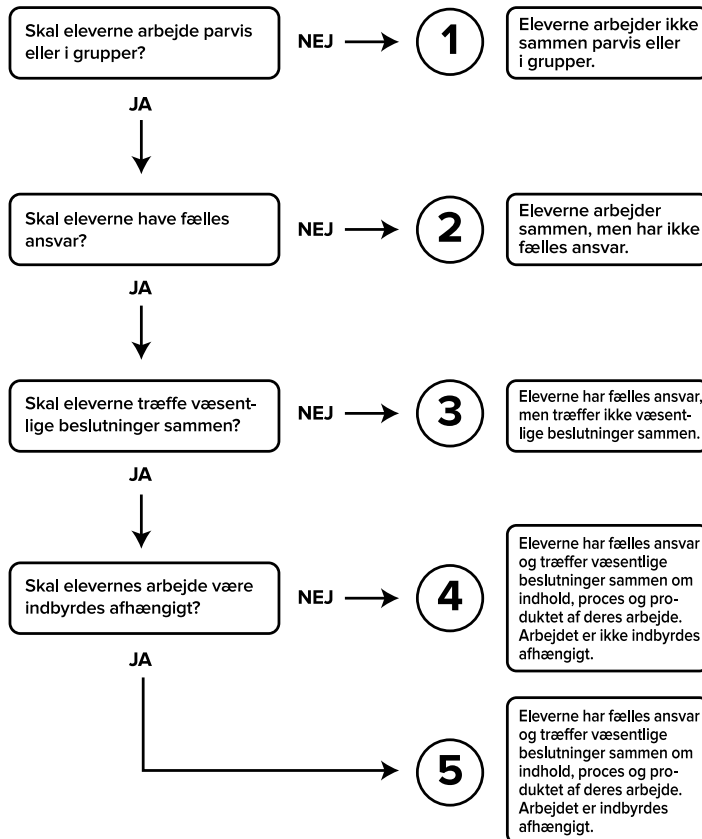 Skal eleverne arbejde parvis
eller i grupper?
NEJ
1
Eleverne arbejder ikke
sammen parvis eller
i grupper.
JA
Skal eleverne have fælles
ansvar?
NEJ
2
Eleverne arbejder
sammen, men har ikke
fælles ansvar.
JA
Skal eleverne træffe væsent-
lige beslutninger sammen?
NEJ
3
Eleverne har fælles ansvar,
men træffer ikke væsent-
lige beslutninger sammen.
JA
Skal elevernes arbejde være
indbyrdes afhængigt?
NEJ
4
Eleverne har fælles ansvar
og træffer væsentlige
beslutninger sammen om
indhold, proces og pro-
duktet af deres arbejde.
Arbejdet er ikke indbyrdes
afhængigt.
JA
5
Eleverne har fælles ansvar
og træffer væsentlige
beslutninger sammen om
indhold, proces og pro-
duktet af deres arbejde.
Arbejdet er indbyrdes
afhængigt.